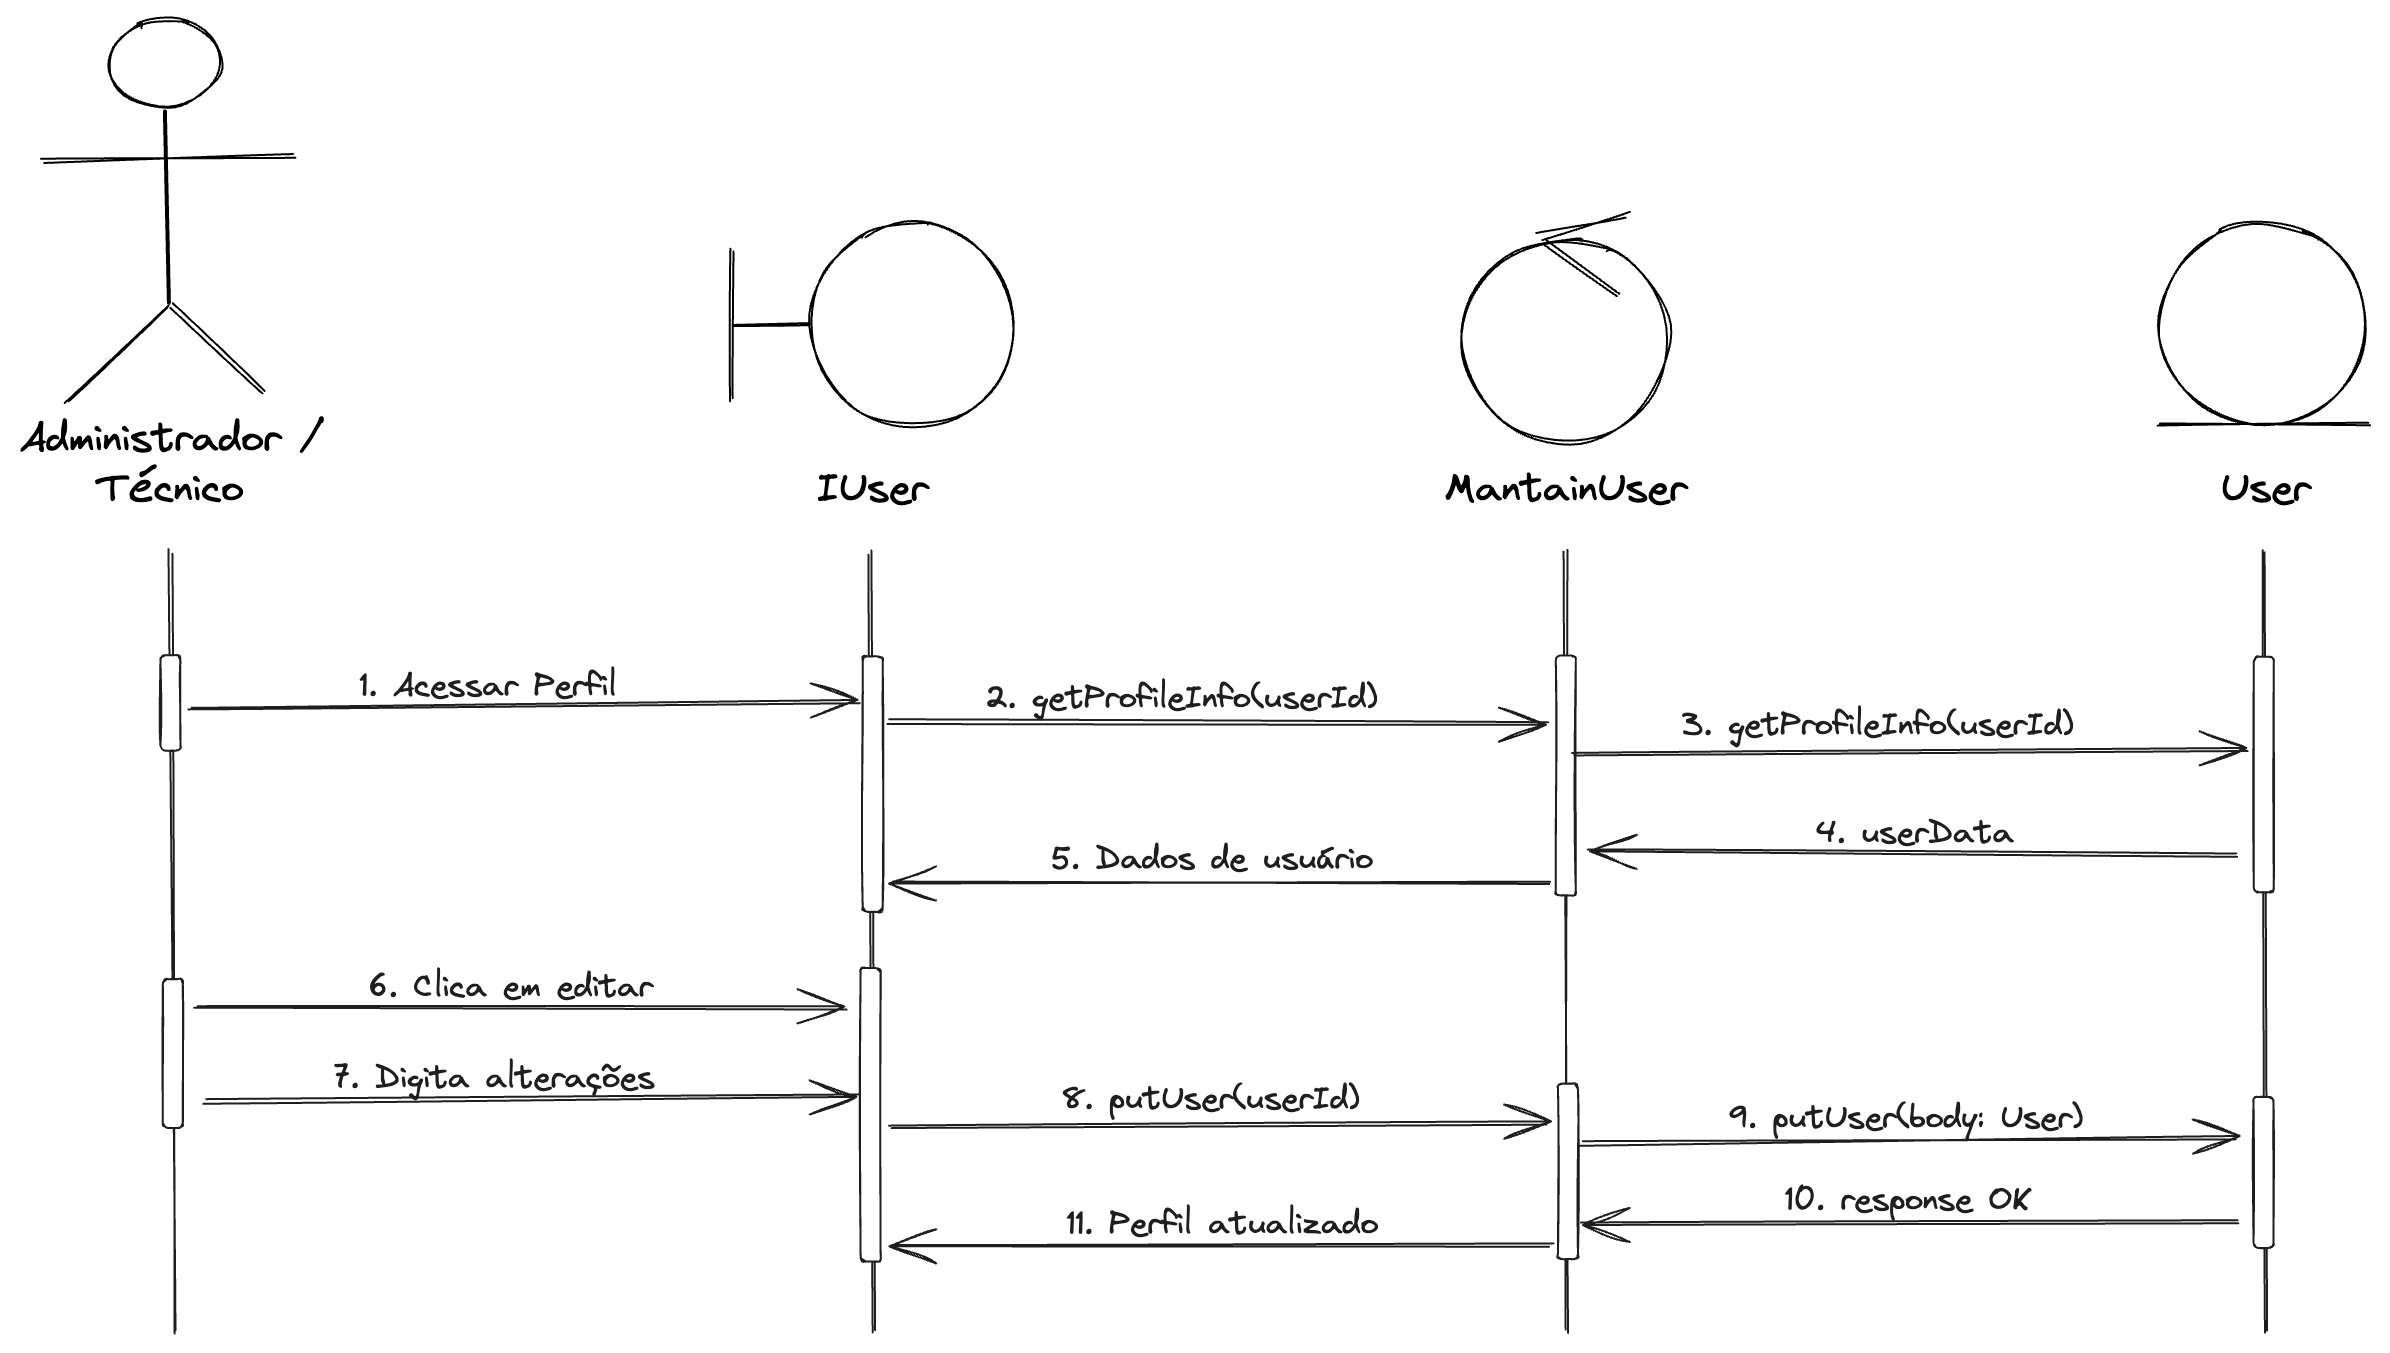 Administrador /
Técnico
IUser
MantainUser
User
1. Acessar Perfil
2. getProfileInfo(userId)
3. getProfileInfo(userId)
4. userData
5. Dados de usuário
6. Clica em editar
7. Digita alterações
8. putUser(userId)
9. putUser(body: User)
10. response OK
11. Perfil atualizado